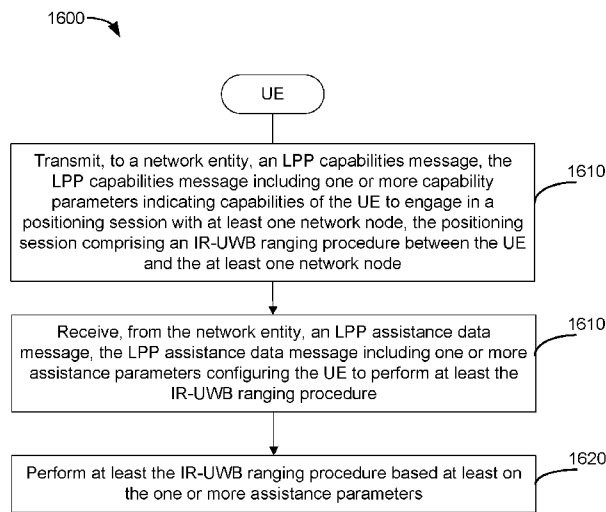 1600
UE
Transmit, to a network entity, an LPP capabilities message, the
LPP capabilities message including one or more capability
parameters indicating capabilities of the UE to engage in a
positioning session with at least one network node, the positioning
session comprising an IR-UWB ranging procedure between the UE
and the at least one network node
1610
Receive, from the network entity, an LPP assistance data
message, the LPP assistance data message including one or more
assistance parameters configuring the UE to perform at least the
IR-UWB ranging procedure
1610
Perform at least the IR-UWB ranging procedure based at least on
the one or more assistance parameters
1620